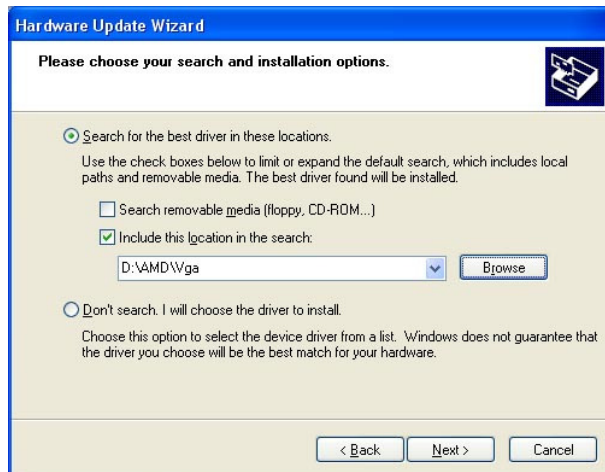 Hardware Update Wizard
Please choose your search and installation options.
Search for the best driver in these locations.
Use the check boxes below to limit or expand the default search, which includes local
paths and removable media. The best driver found will be installed.
Search removable media (floppy, CD-ROM...)
Include this location in the search:
D:\AMD\Vga
Browse
Don't search. I will choose the driver to install.
Choose this option to select the device driver from a list. Windows does not guarantee that
the driver you choose will be the best match for your hardware.
< Back Next > Cancel